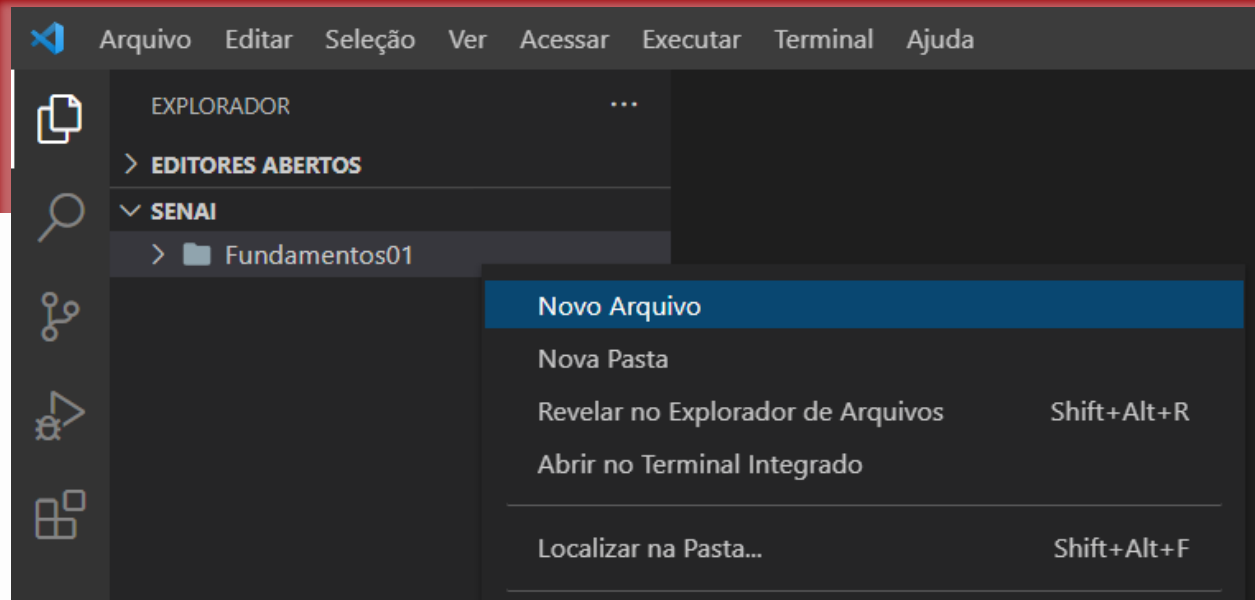 Arquivo Editar Seleção Ver Acessar Executar Terminal Ajuda
EXPLORADOR ...
EDITORES ABERTOS
SENAI
Fundamentos01
Novo Arquivo
Nova Pasta
Revelar no Explorador de Arquivos Shift+Alt+R
Abrir no Terminal Integrado
Localizar na Pasta... Shift+Alt+F